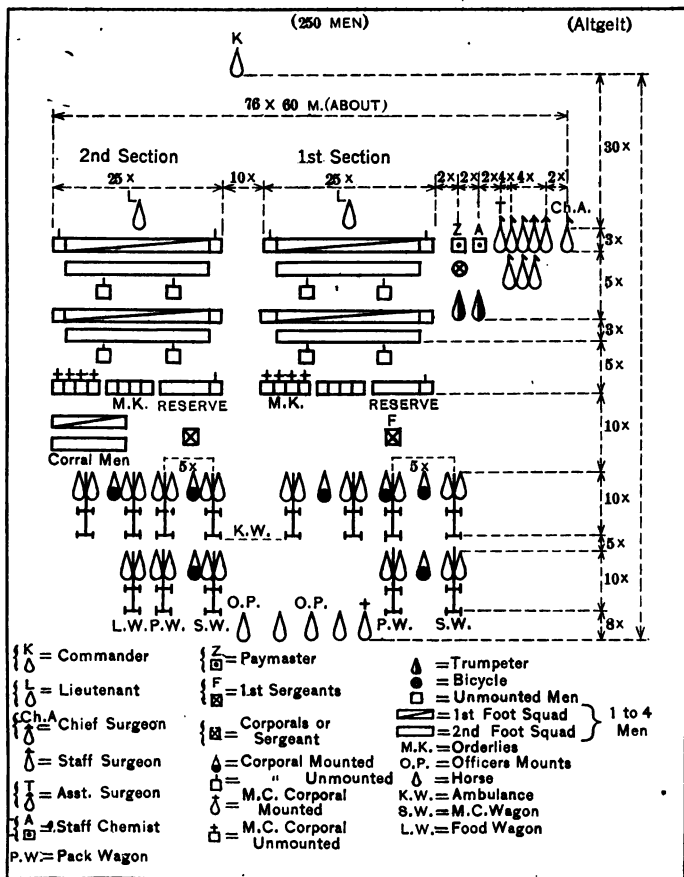 (250 MEN) (Altgelt)
K
76 X 60 M.(ABOUT)
30x
2nd Section 1st Section
25 x 10x 25 x 2x 2x 2x 4x 4x 2x
L L T Ch.A.
Z A
3x
5x
3x
5x
++++ ++++
M.K. RESERVE M.K. RESERVE
10x
F
Corral Men
5x 5x
10x
K.W.
5x
10x
O.P. O.P. +
L.W. P.W. S.W. P.W. S.W.
8x
K = Commander
L = Lieutenant
Ch.A = Chief Surgeon
= Staff Surgeon
T = Asst. Surgeon
A = Staff Chemist
P.W.= Pack Wagon
Z = Paymaster
F = 1st Sergeants
= Corporals or
Sergeant
= Corporal Mounted
= " Unmounted
+ = M.C. Corporal
Mounted
+ = M.C. Corporal
Unmounted
= Trumpeter
= Bicycle
= Unmounted Men
= 1st Foot Squad
= 2nd Foot Squad
1 to 4
Men
M.K.= Orderlies
O.P.= Officers Mounts
= Horse
K.W.= Ambulance
S.W.= M.C.Wagon
L.W.= Food Wagon